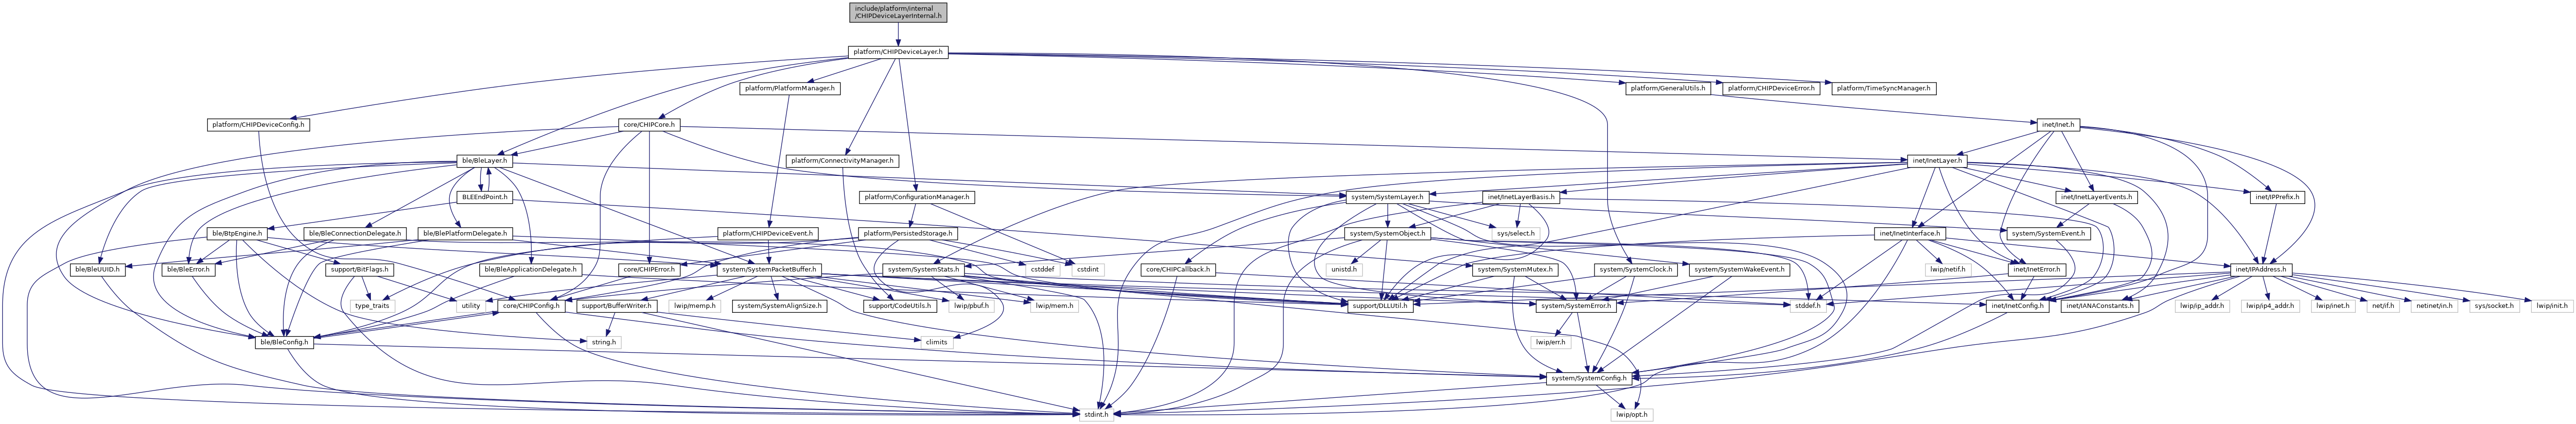 include/platform/internal
/CHIPDeviceLayerInternal.h
platform/CHIPDeviceLayer.h
platform/PlatformManager.h
platform/GeneralUtils.h
platform/CHIPDeviceError.h
platform/TimeSyncManager.h
platform/CHIPDeviceConfig.h
core/CHIPCore.h
inet/Inet.h
ble/BleLayer.h
platform/ConnectivityManager.h
inet/InetLayer.h
BLEEndPoint.h
platform/ConfigurationManager.h
system/SystemLayer.h
inet/InetLayerBasis.h
inet/InetLayerEvents.h
inet/IPPrefix.h
ble/BtpEngine.h
ble/BleConnectionDelegate.h
ble/BlePlatformDelegate.h
platform/CHIPDeviceEvent.h
platform/PersistedStorage.h
system/SystemObject.h
sys/select.h
inet/InetInterface.h
system/SystemEvent.h
ble/BleUUID.h
ble/BleError.h
support/BitFlags.h
ble/BleApplicationDelegate.h
core/CHIPError.h
system/SystemPacketBuffer.h
system/SystemStats.h
cstddef
cstdint
core/CHIPCallback.h
unistd.h
system/SystemMutex.h
system/SystemClock.h
system/SystemWakeEvent.h
lwip/netif.h
inet/InetError.h
inet/IPAddress.h
type_traits
utility
core/CHIPConfig.h
support/BufferWriter.h
lwip/memp.h
system/SystemAlignSize.h
support/CodeUtils.h
lwip/pbuf.h
lwip/mem.h
support/DLLUtil.h
system/SystemError.h
stddef.h
inet/InetConfig.h
inet/IANAConstants.h
lwip/ip_addr.h
lwip/ip4_addr.h
lwip/inet.h
net/if.h
netinet/in.h
sys/socket.h
lwip/init.h
ble/BleConfig.h
string.h
climits
lwip/err.h
system/SystemConfig.h
stdint.h
lwip/opt.h